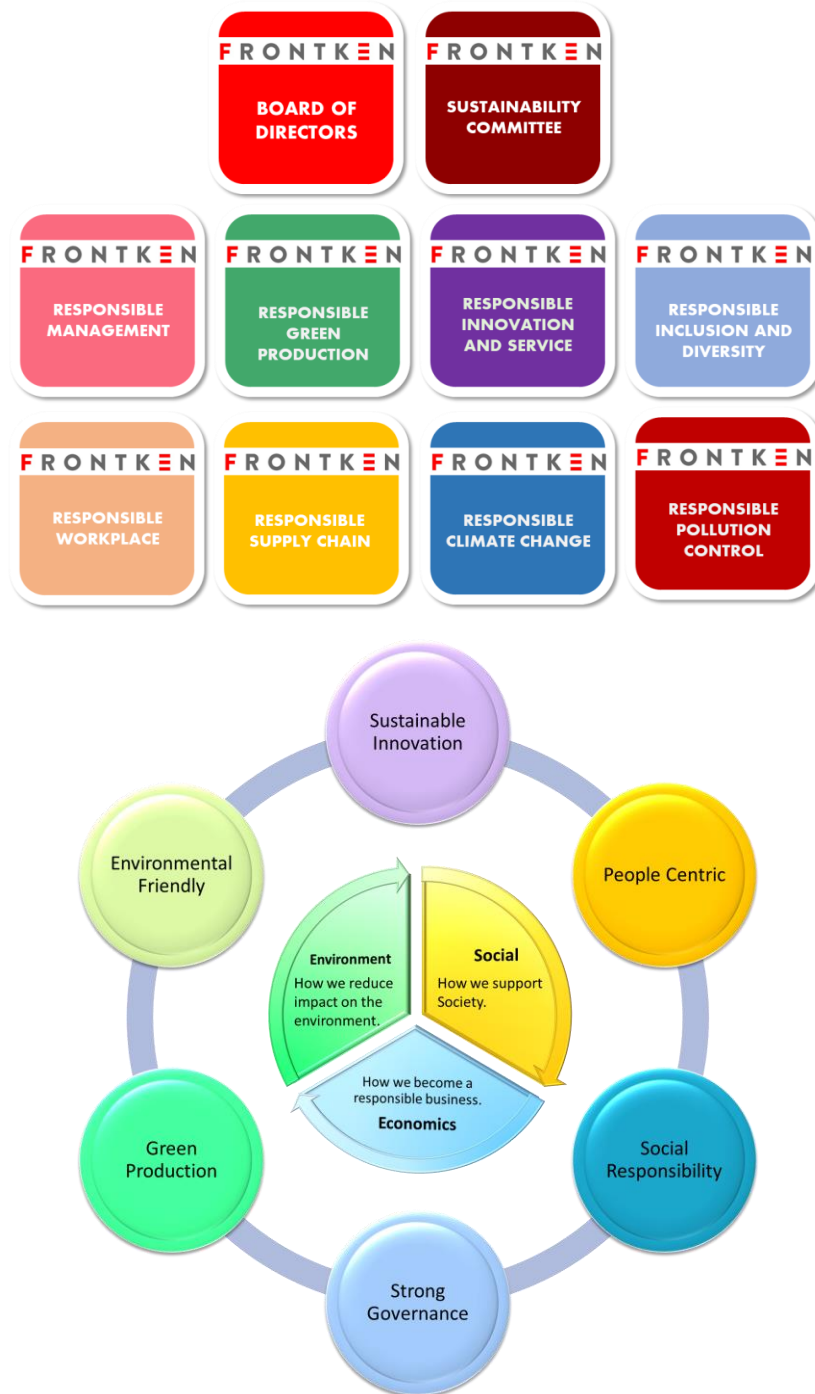 FRONTKEN
BOARD OF
DIRECTORS
FRONTKEN
SUSTAINABILITY
COMMITTEE
FRONTKEN
RESPONSIBLE
MANAGEMENT
FRONTKEN
RESPONSIBLE
GREEN
PRODUCTION
FRONTKEN
RESPONSIBLE
INNOVATION
AND SERVICE
FRONTKEN
RESPONSIBLE
INCLUSION AND
DIVERSITY
FRONTKEN
RESPONSIBLE
WORKPLACE
FRONTKEN
RESPONSIBLE
SUPPLY CHAIN
FRONTKEN
RESPONSIBLE
CLIMATE CHANGE
FRONTKEN
RESPONSIBLE
POLLUTION
CONTROL
Sustainable
Innovation
Environmental
Friendly
People Centric
Environment
How we reduce
impact on the
environment.
Social
How we support
Society.
How we become a
responsible business.
Economics
Green
Production
Social
Responsibility
Strong
Governance